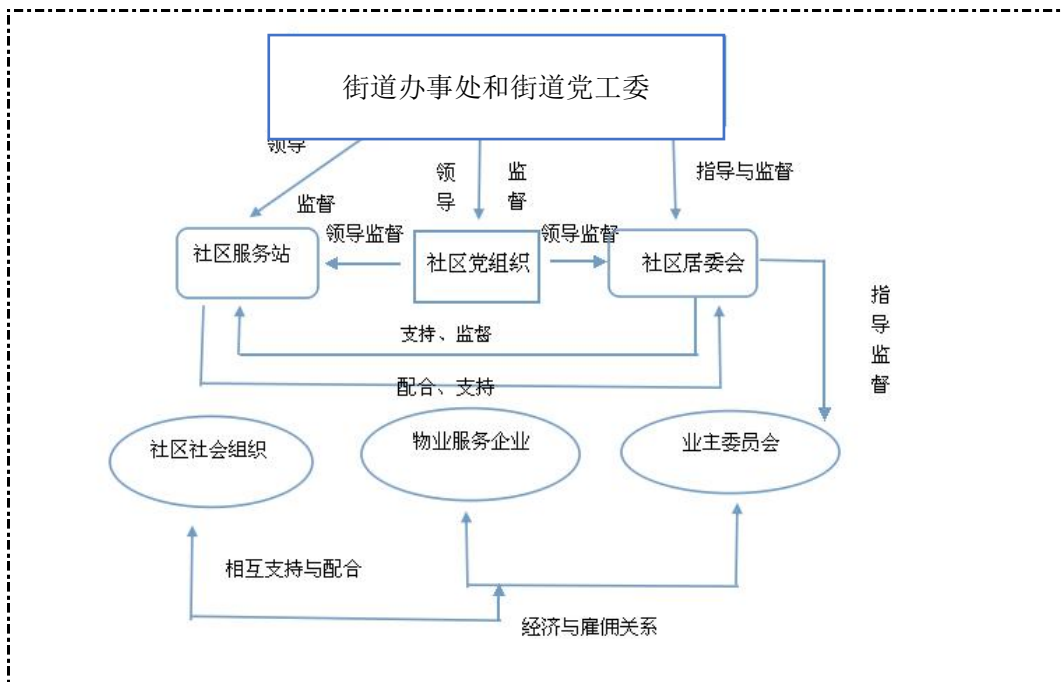 街道办事处和街道党工委
领导
监督
领
导
监
督
指导与监督
社区服务站
领导监督
社区党组织
领导监督
社区居委会
指
导
监
督
支持、监督
配合、支持
社区社会组织
物业服务企业
业主委员会
相互支持与配合
经济与雇佣关系